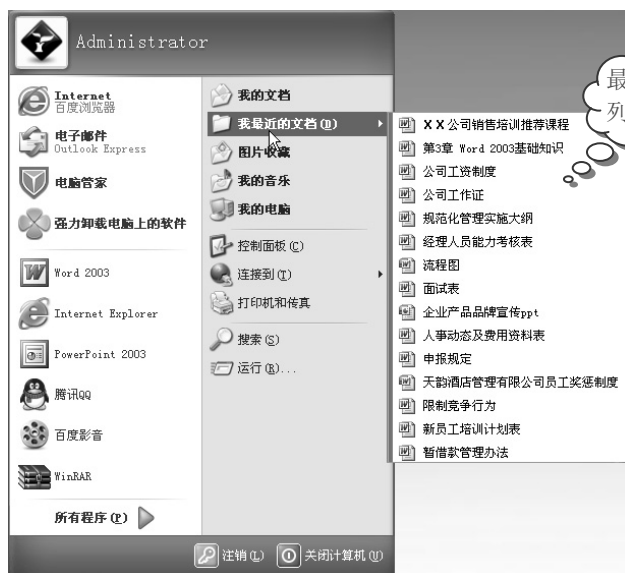 Administrator
Internet
百度浏览器
电子邮件
Outlook Express
电脑管家
强力卸载电脑上的软件
Word 2003
Internet Explorer
PowerPoint 2003
腾讯QQ
百度影音
WinRAR
所有程序(P)
我的文档
我最近的文档(D)
图片收藏
我的音乐
我的电脑
控制面板(C)
连接到(T)
打印机和传真
搜索(S)
运行(R)...
XX公司销售培训推荐课程
第3章 Word 2003基础知识
公司工资制度
公司工作证
规范化管理实施大纲
经理人员能力考核表
流程图
面试表
企业产品品牌宣传ppt
人事动态及费用资料表
申报规定
天韵酒店管理有限公司员工奖惩制度
限制竞争行为
新员工培训计划表
暂借款管理办法
最
列
注销(L)
关闭计算机(U)